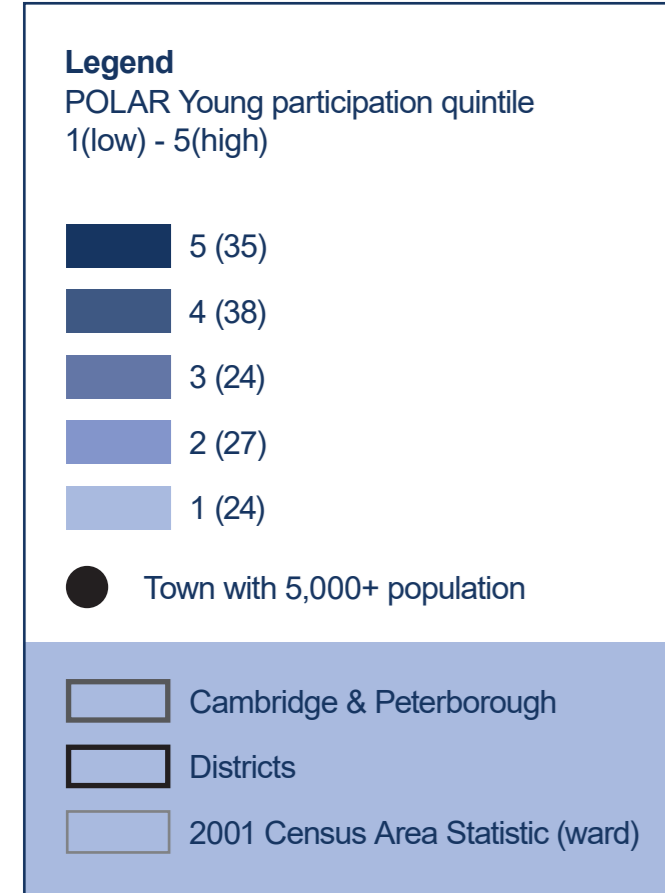 Legend
POLAR Young participation quintile
1(low) - 5(high)
5 (35)
4 (38)
3 (24)
2 (27)
1 (24)
Town with 5,000+ population
Cambridge & Peterborough
Districts
2001 Census Area Statistic (ward)